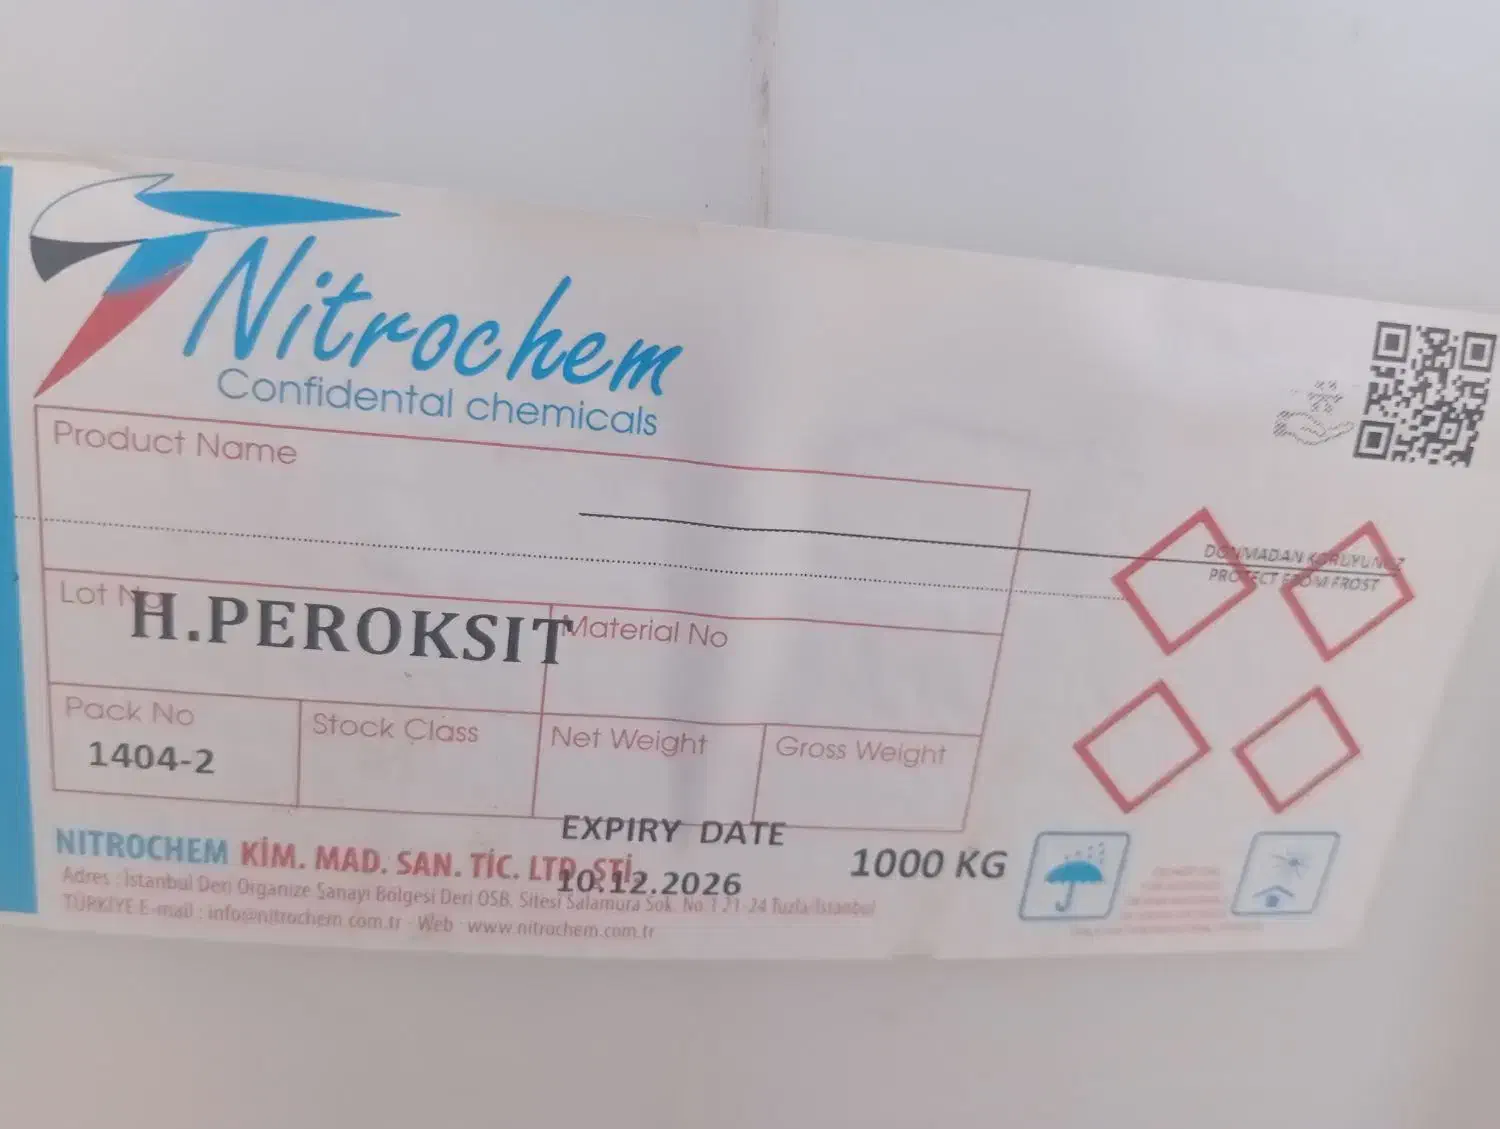 Nitrochem
Confidental chemicals
Product Name
DONMADAN KORUYUNUZ
PROTECT FROM FROST
Lot No
H.PEROKSIT
Material No
Pack No
1404-2
Stock Class
Net Weight
Gross Weight
EXPIRY DATE
10.12.2026
1000 KG
NITROCHEM KİM. MAD. SAN. TİC. LTD. ŞTİ.
Adres : İstanbul Deri Organize Sanayi Bölgesi Deri OSB. Sitesi Salamura Sok. No 1 21-24 Tuzla/İstanbul
TÜRKİYE E-mail : info@nitrochem.com.tr - Web : www.nitrochem.com.tr